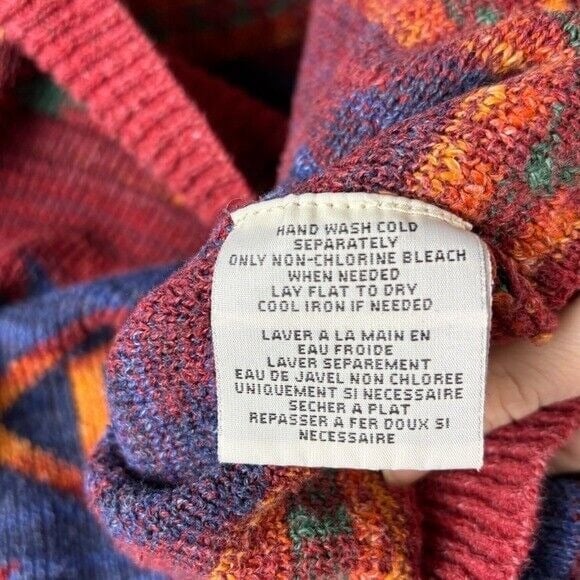 HAND WASH COLD
SEPARATELY
ONLY NON-CHLORINE BLEACH
WHEN NEEDED
LAY FLAT TO DRY
COOL IRON IF NEEDED
LAVER A LA MAIN EN
EAU FROIDE
LAVER SEPAREMENT
EAU DE JAVEL NON CHLOREE
UNIQUEMENT SI NECESSAIRE
SECHER A PLAT
REPASSER A FER DOUX SI
NECESSAIRE